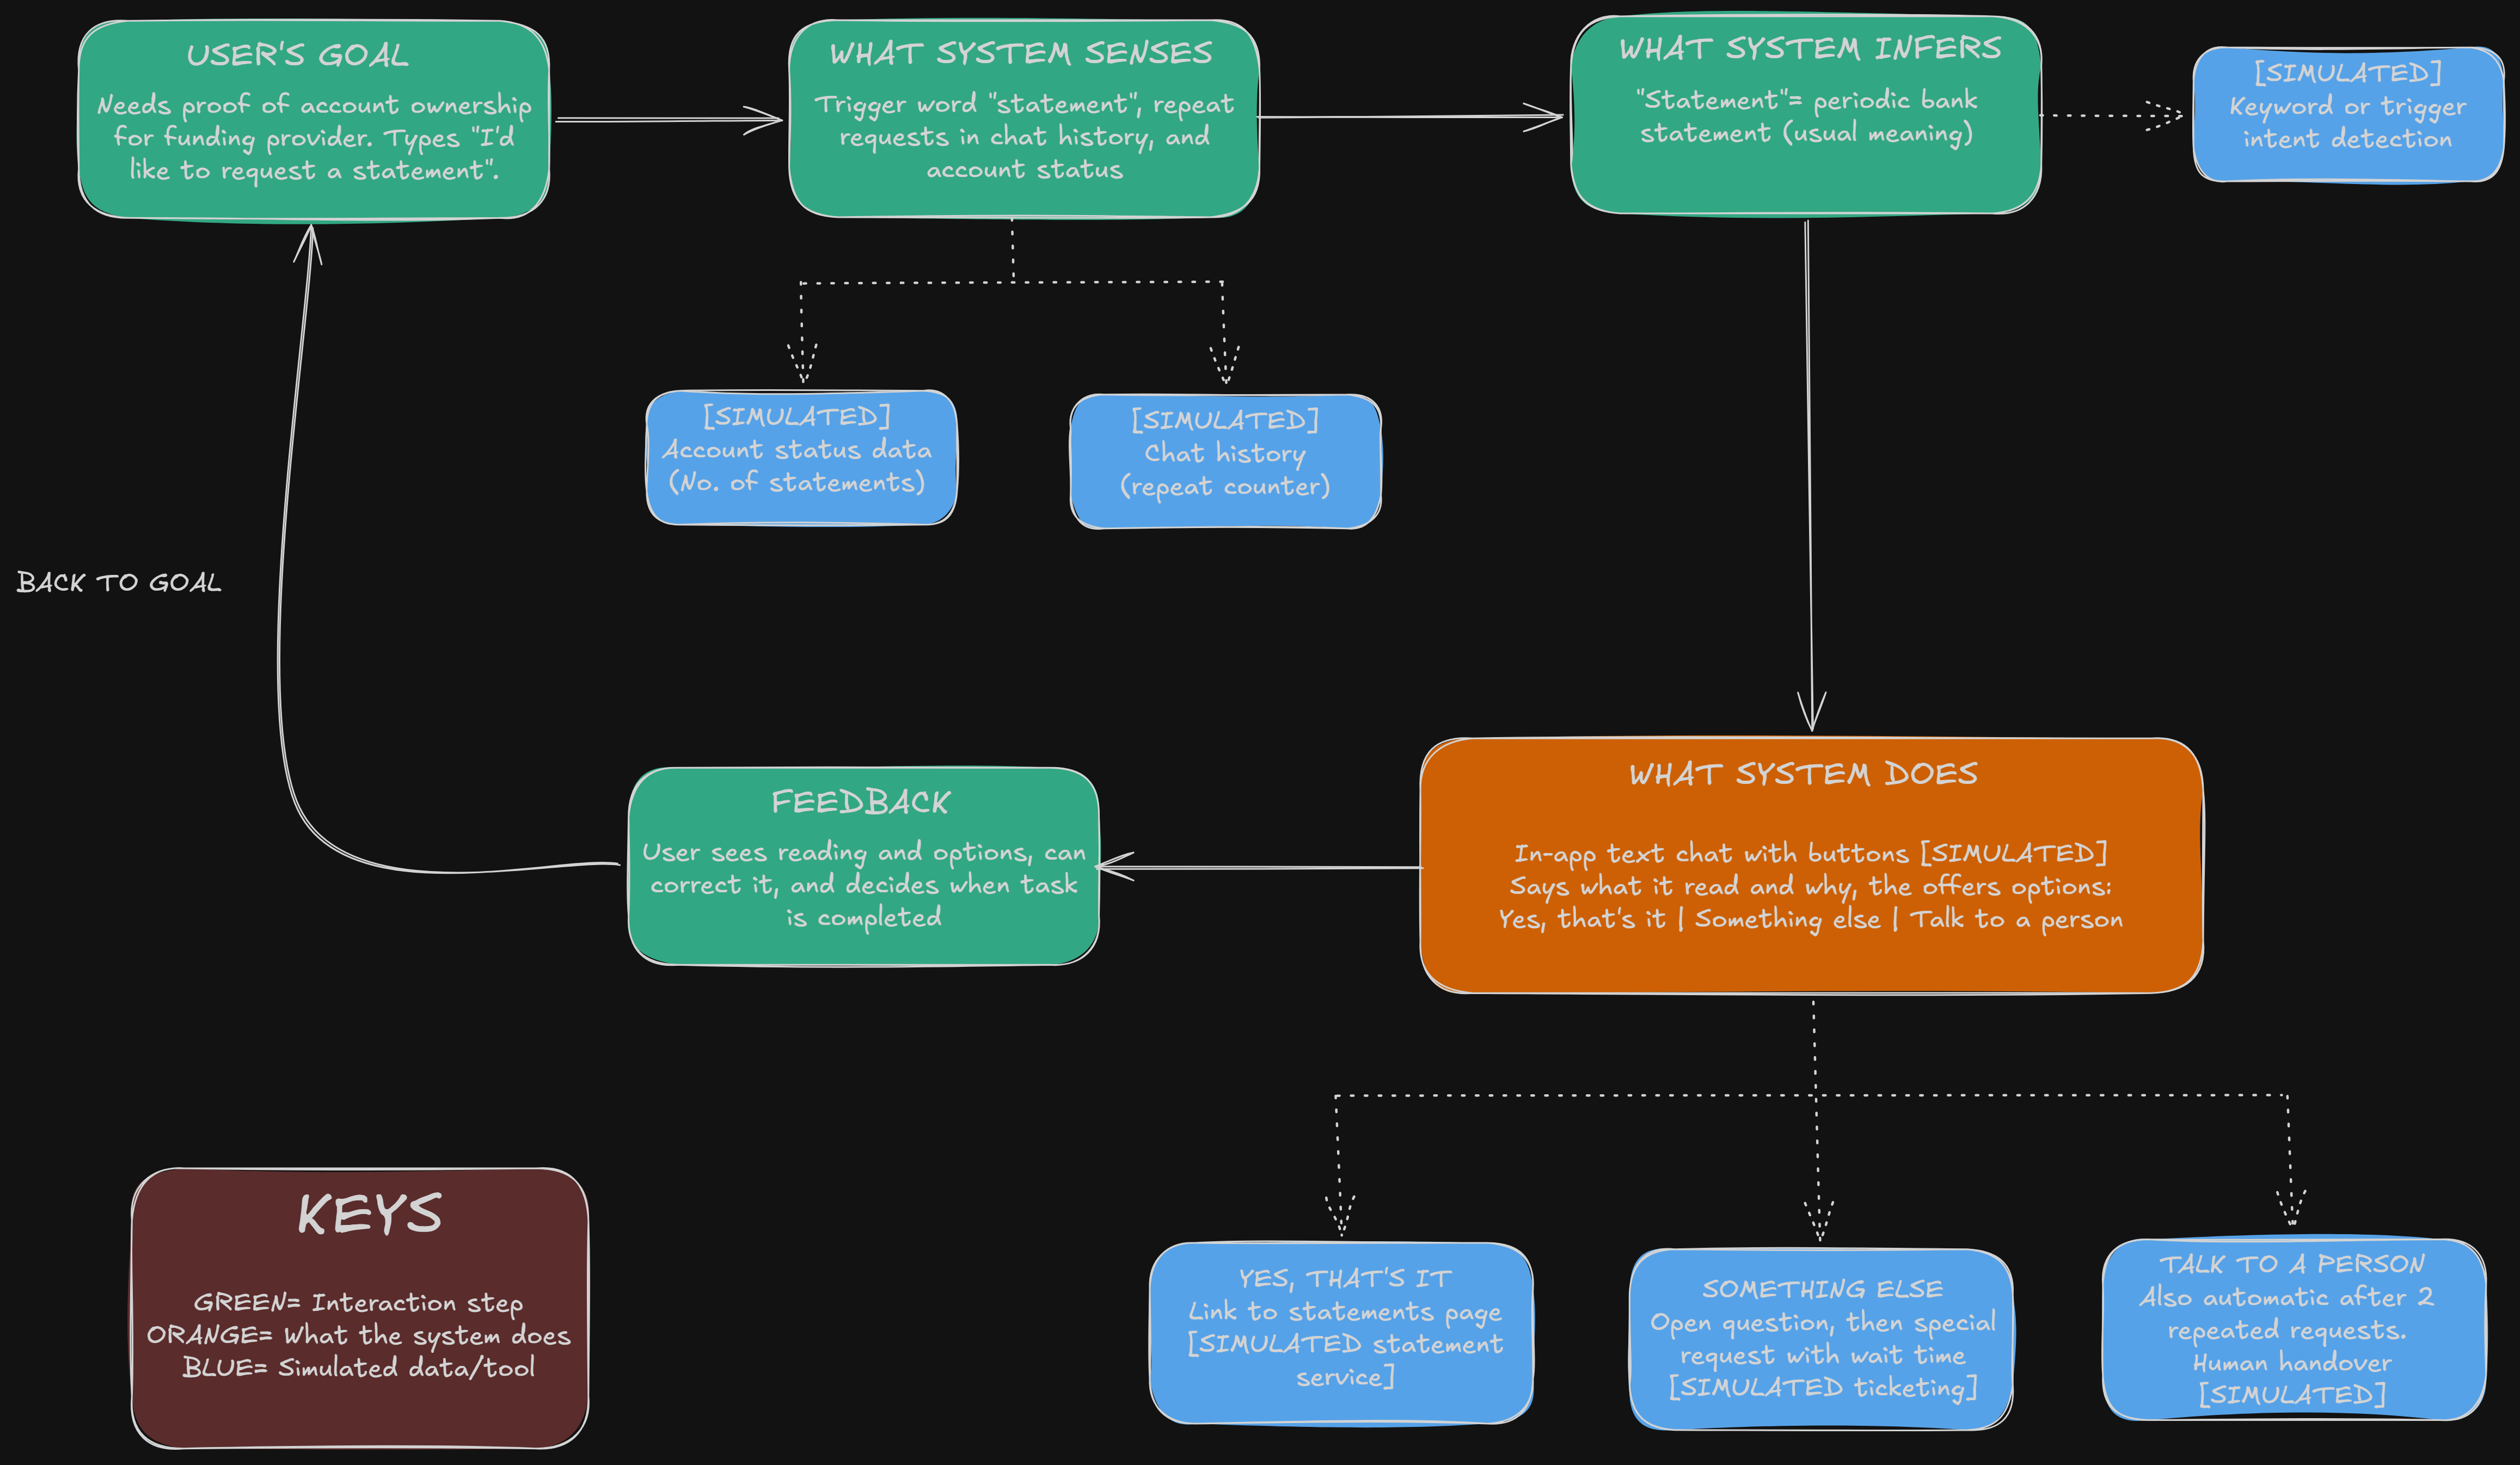 USER'S GOAL
Needs proof of account ownership
for funding provider. Types "I'd
like to request a statement".
WHAT SYSTEM SENSES
Trigger word "statement", repeat
requests in chat history, and
account status
WHAT SYSTEM INFERS
"Statement"= periodic bank
statement (usual meaning)
[SIMULATED]
Keyword or trigger
intent detection
[SIMULATED]
Account status data
(No. of statements)
[SIMULATED]
Chat history
(repeat counter)
BACK TO GOAL
FEEDBACK
User sees reading and options, can
correct it, and decides when task
is completed
WHAT SYSTEM DOES
In-app text chat with buttons [SIMULATED]
Says what it read and why, the offers options:
Yes, that's it | Something else | Talk to a person
KEYS
GREEN= Interaction step
ORANGE= What the system does
BLUE= Simulated data/tool
YES, THAT'S IT
Link to statements page
[SIMULATED statement
service]
SOMETHING ELSE
Open question, then special
request with wait time
[SIMULATED ticketing]
TALK TO A PERSON
Also automatic after 2
repeated requests.
Human handover
[SIMULATED]